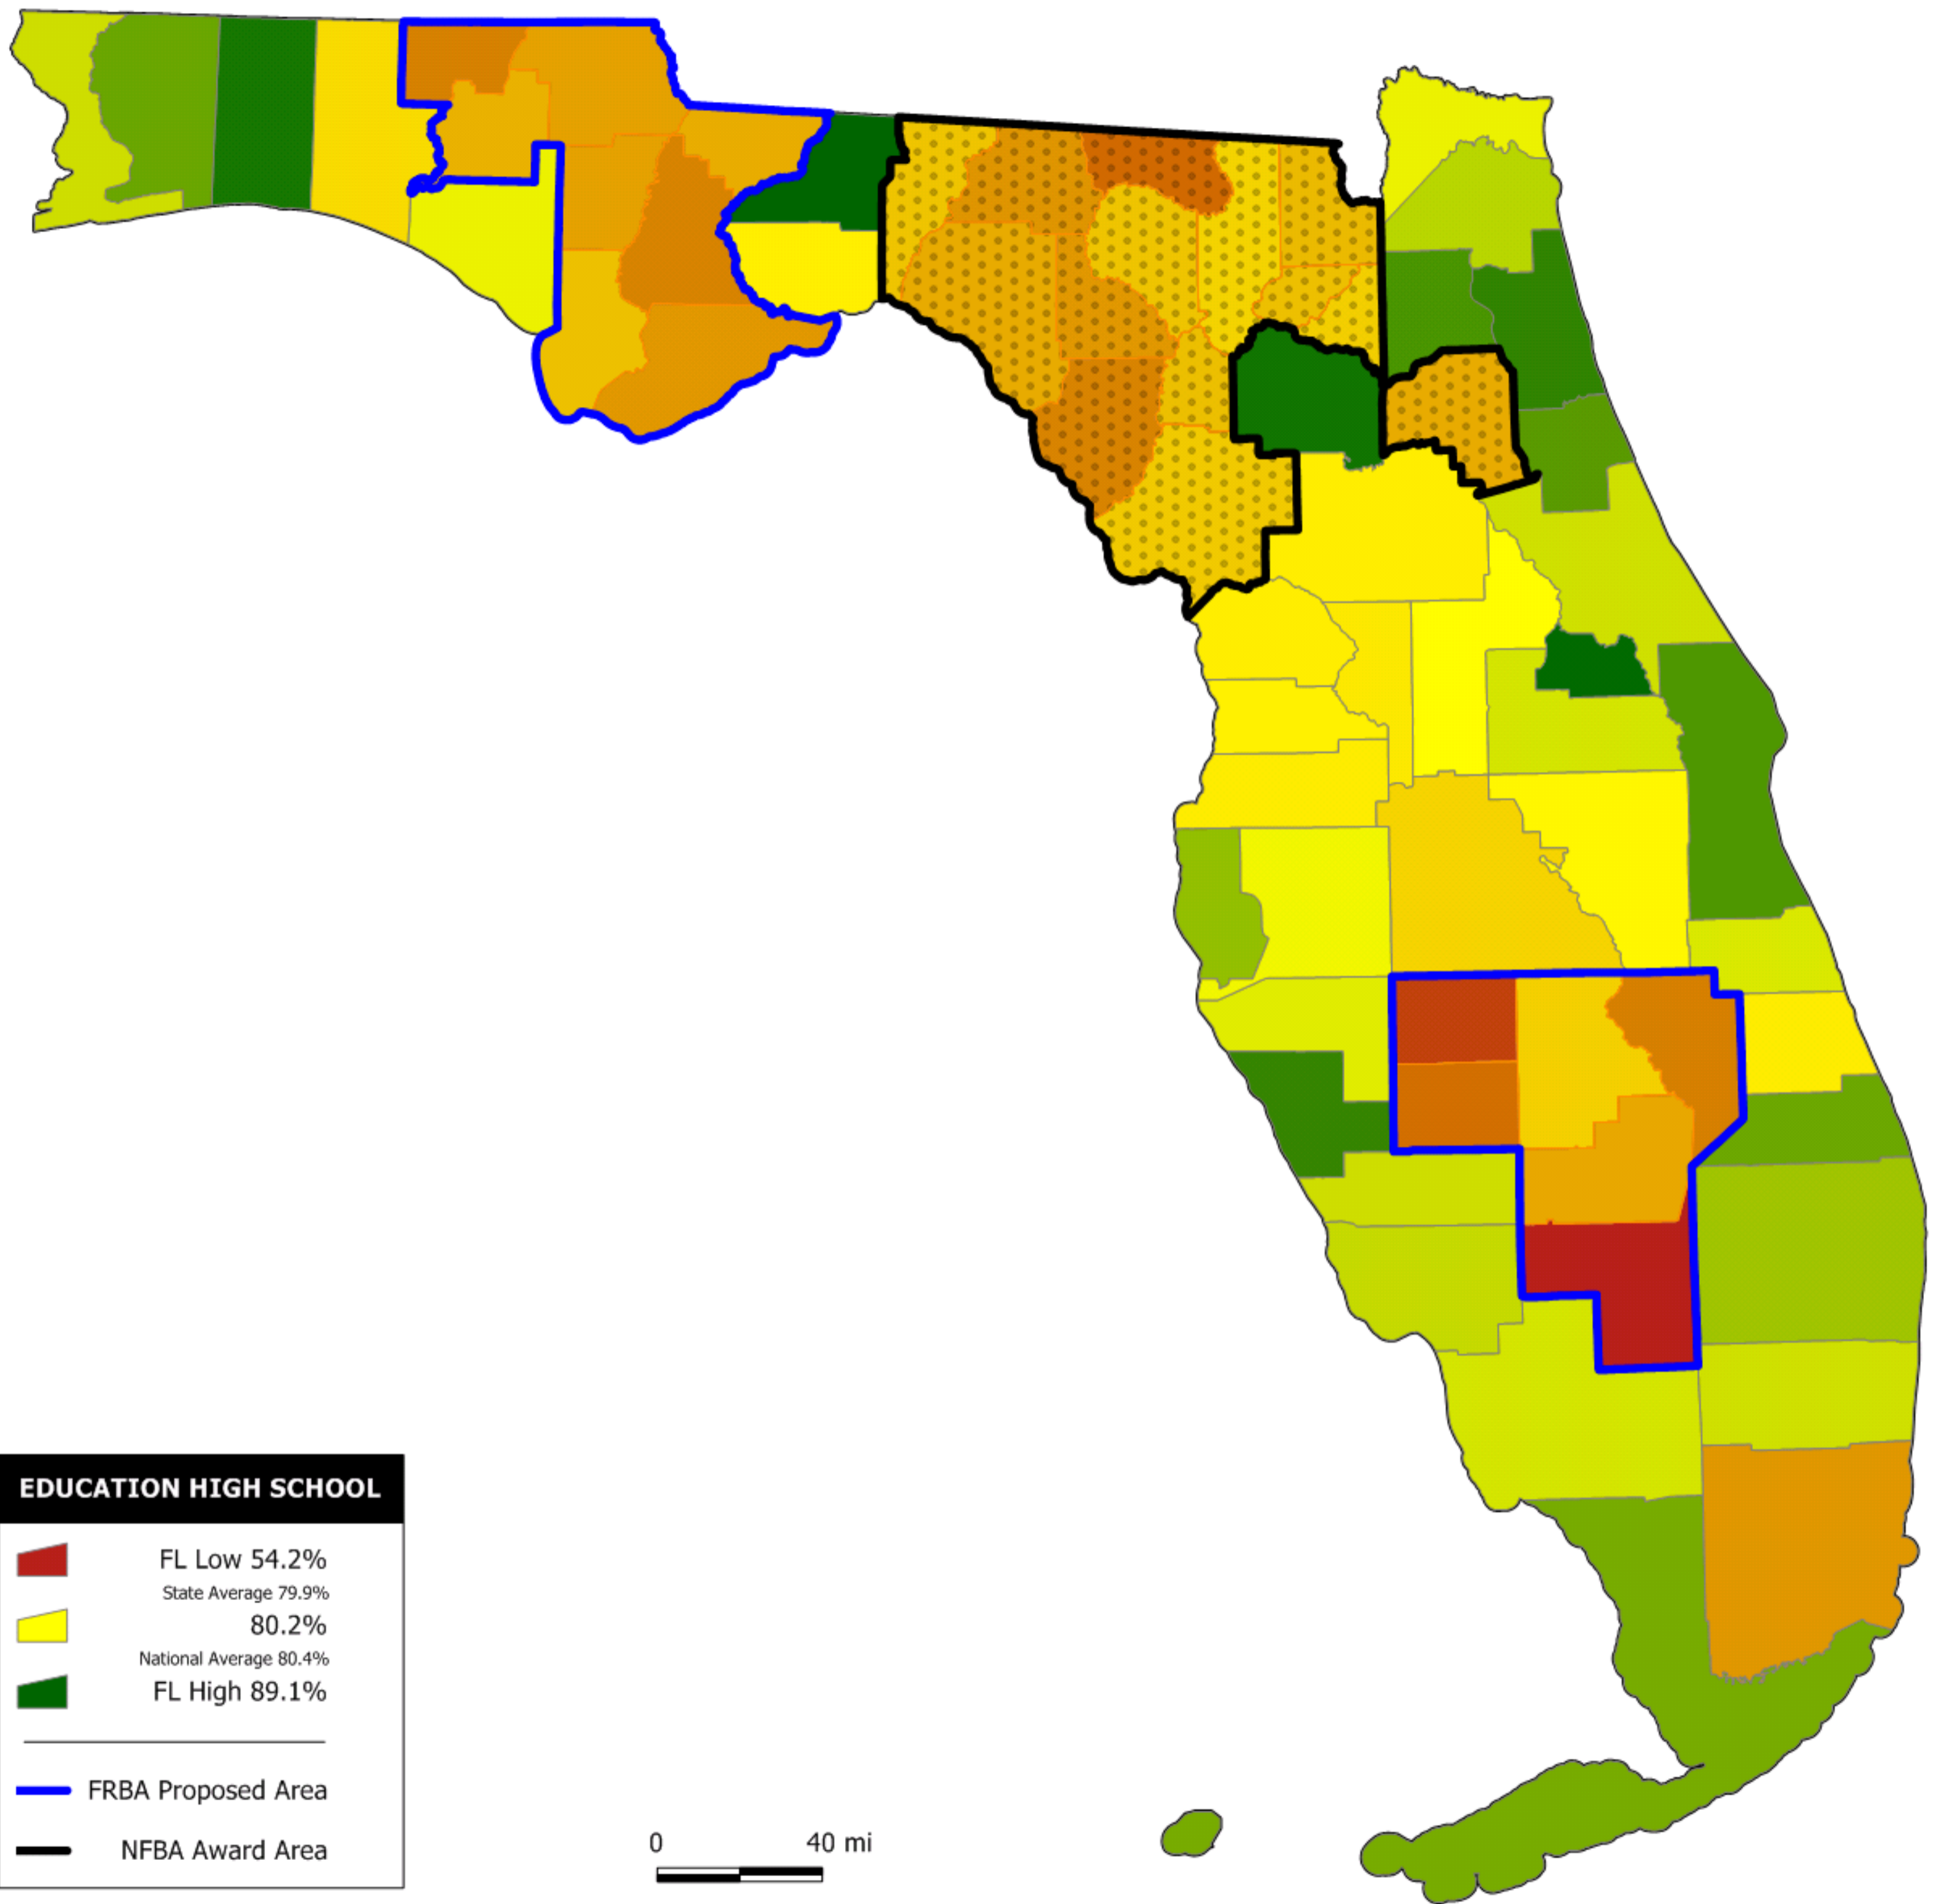 EDUCATION HIGH SCHOOL
FL Low 54.2%
State Average 79.9%
80.2%
National Average 80.4%
FL High 89.1%
FRBA Proposed Area
NFBA Award Area
0 40 mi